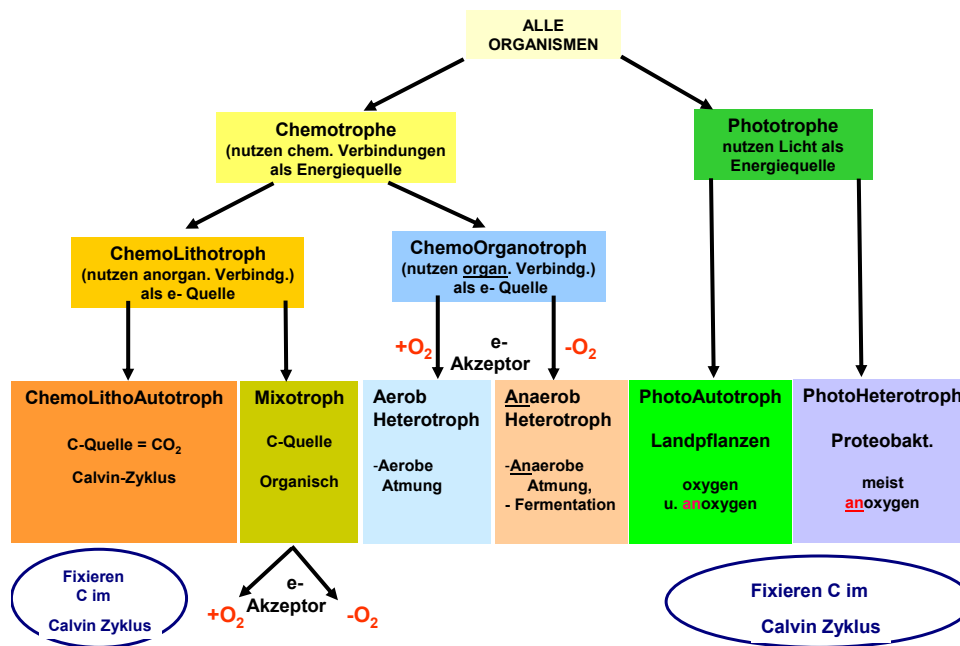 ALLE
ORGANISMEN
Chemotrophe
(nutzen chem. Verbindungen
als Energiequelle
Phototrophe
nutzen Licht als
Energiequelle
ChemoLithotroph
(nutzen anorgan. Verbindg.)
als e- Quelle
ChemoOrganotroph
(nutzen organ. Verbindg.)
als e- Quelle
+O₂
e-
Akzeptor
-O₂
ChemoLithoAutotroph
C-Quelle = CO₂
Calvin-Zyklus
Mixotroph
C-Quelle
Organisch
Aerob
Heterotroph
-Aerobe
Atmung
Anaerob
Heterotroph
-Anaerobe
Atmung,
- Fermentation
PhotoAutotroph
Landpflanzen
oxygen
u. anoxygen
PhotoHeterotroph
Proteobakt.
meist
anoxygen
Fixieren
C im
Calvin Zyklus
+O₂
e-
Akzeptor
-O₂
Fixieren C im
Calvin Zyklus